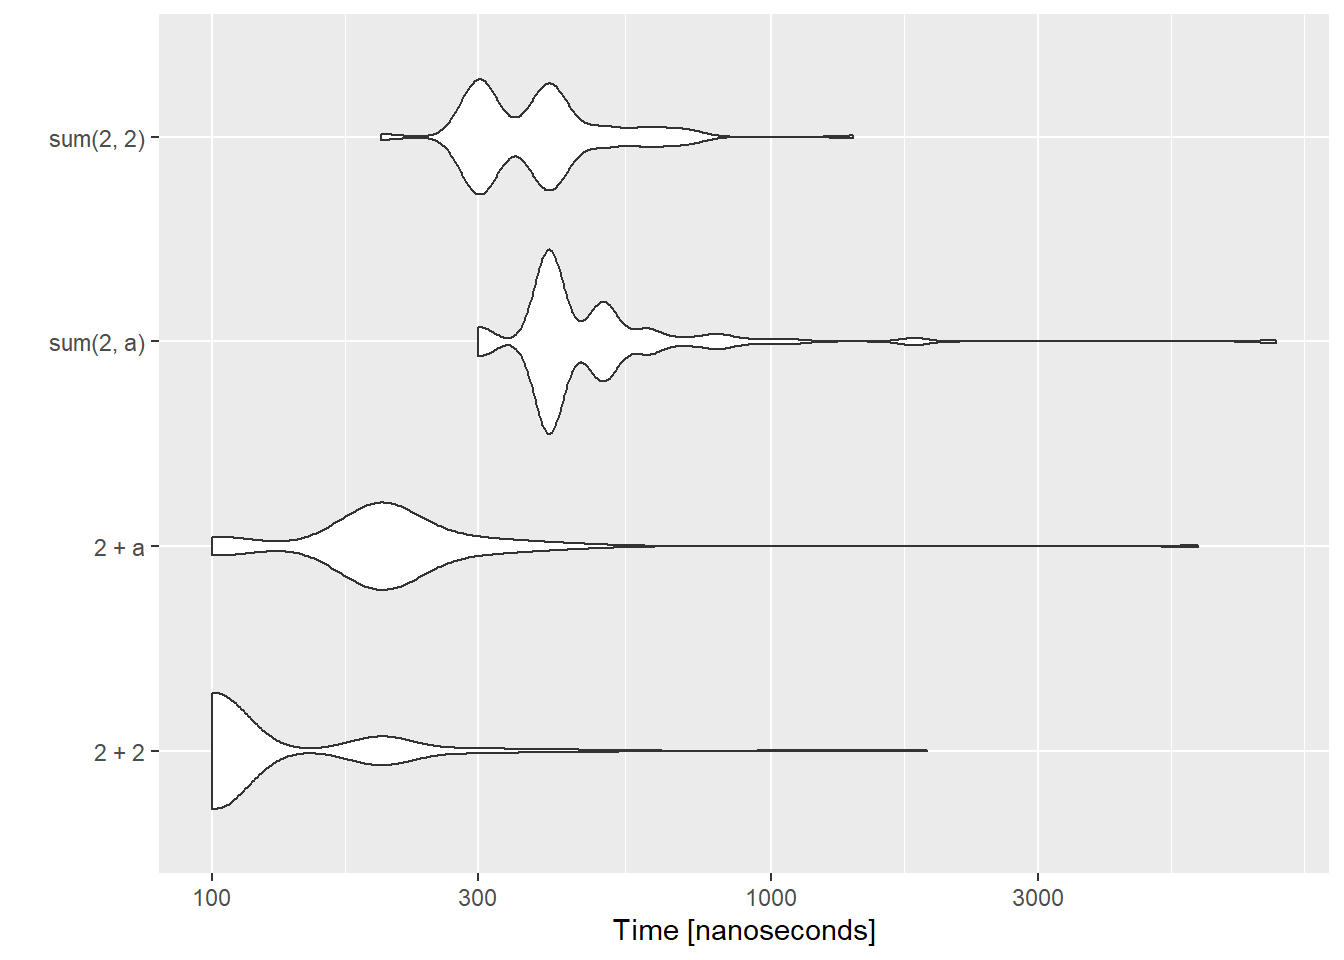 sum(2, 2)
sum(2, a)
2 + a
2 + 2
100 300 1000 3000
Time [nanoseconds]